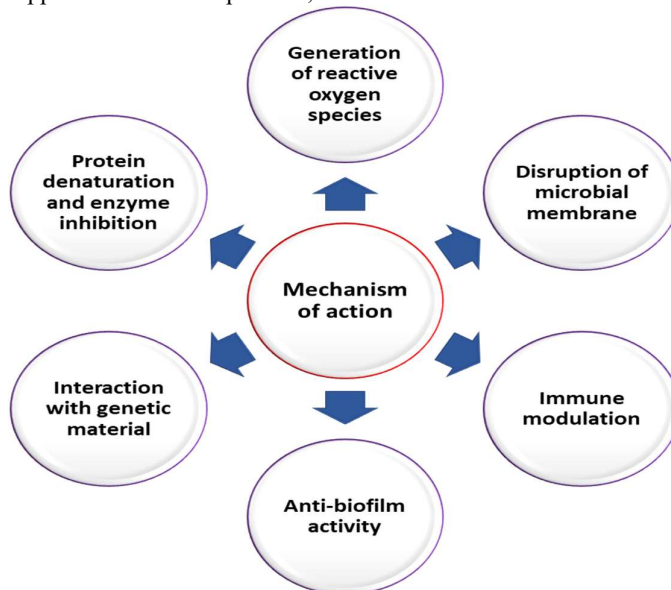 Generation
of reactive
oxygen
species
Disruption of
microbial
membrane
Immune
modulation
Anti-biofilm
activity
Interaction
with genetic
material
Protein
denaturation
and enzyme
inhibition
Mechanism
of action